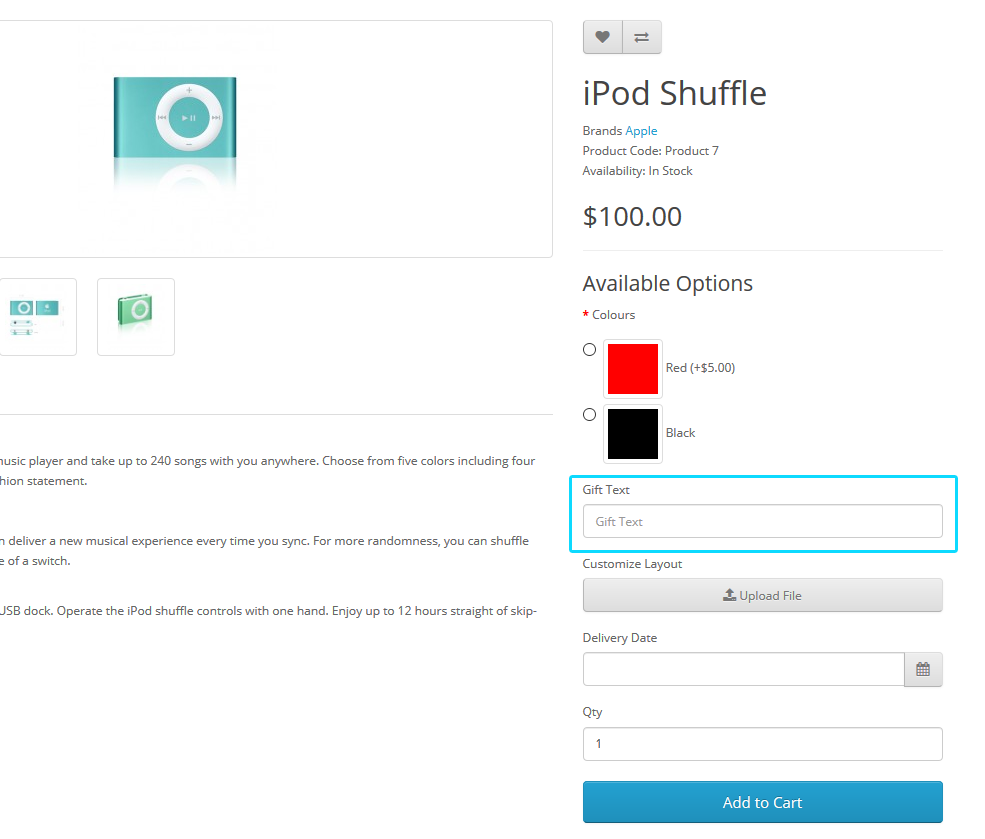 iPod Shuffle
Brands Apple
Product Code: Product 7
Availability: In Stock
$100.00
Available Options
* Colours
Red (+$5.00)
Black
Gift Text
Gift Text
Customize Layout
Upload File
Delivery Date
Qty
1
Add to Cart
music player and take up to 240 songs with you anywhere. Choose from five colors including four
hion statement.
deliver a new musical experience every time you sync. For more randomness, you can shuffle
e of a switch.
USB dock. Operate the iPod shuffle controls with one hand. Enjoy up to 12 hours straight of skip-